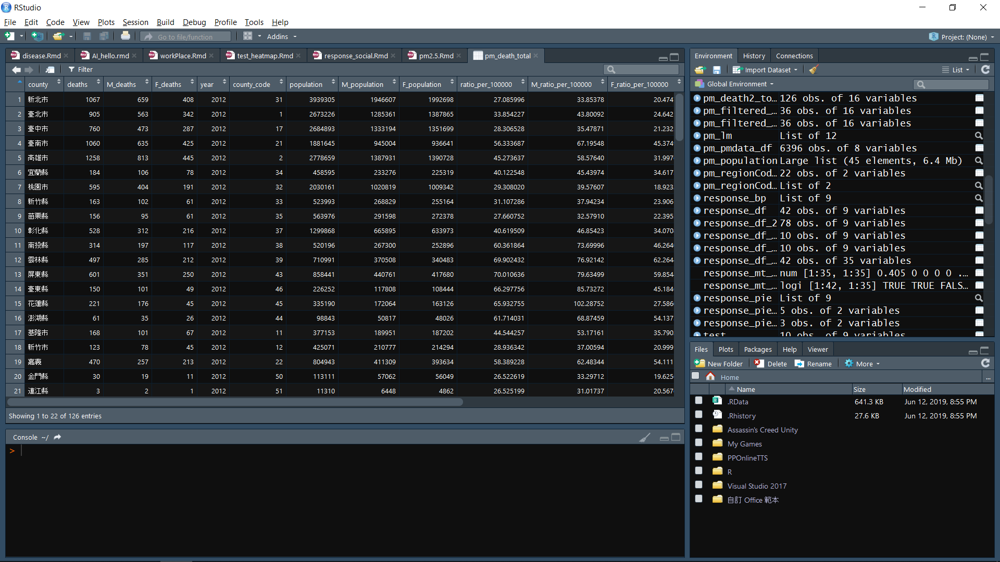 RStudio
File Edit Code View Plots Session Build Debug Profile Tools Help
Go to file/function Addins Project: (None)
disease.Rmd AI_hello.rmd workPlace.Rmd test_heatmap.Rmd response_social.Rmd pm2.5.Rmd pm_death_total
Filter
county deaths M_deaths F_deaths year county_code population M_population F_population ratio_per_100000 M_ratio_per_100000 F_ratio_per_100000
1 新北市 1067 659 408 2012 31 3939305 1946607 1992698 27.085996 33.85378 20.474
2 臺北市 905 563 342 2012 1 2673226 1285361 1387865 33.854227 43.80092 24.642
3 臺中市 760 473 287 2012 17 2684893 1333194 1351699 28.306528 35.47871 21.232
4 臺南市 1060 635 425 2012 21 1881645 945004 936641 56.333687 67.19548 45.374
5 高雄市 1258 813 445 2012 2 2778659 1387931 1390728 45.273637 58.57640 31.997
6 宜蘭縣 184 106 78 2012 34 458595 233276 225319 40.122548 45.43974 34.617
7 桃園市 595 404 191 2012 32 2030161 1020819 1009342 29.308020 39.57607 18.923
8 新竹縣 163 102 61 2012 33 523993 268829 255164 31.107286 37.94234 23.906
9 苗栗縣 156 95 61 2012 35 563976 291598 272378 27.660752 32.57910 22.395
10 彰化縣 528 312 216 2012 37 1299868 665895 633973 40.619509 46.85423 34.070
11 南投縣 314 197 117 2012 38 520196 267300 252896 60.361864 73.69996 46.264
12 雲林縣 497 285 212 2012 39 710991 370508 340483 69.902432 76.92142 62.264
13 屏東縣 601 351 250 2012 43 858441 440761 417680 70.010636 79.63499 59.854
14 臺東縣 150 101 49 2012 46 226252 117808 108444 66.297756 85.73272 45.184
15 花蓮縣 221 176 45 2012 45 335190 172064 163126 65.932755 102.28752 27.586
16 澎湖縣 61 35 26 2012 44 98843 50817 48026 61.714031 68.87459 54.137
17 基隆市 168 101 67 2012 11 377153 189951 187202 44.544257 53.17161 35.790
18 新竹市 123 78 45 2012 12 425071 210777 214294 28.936342 37.00594 20.999
19 嘉義 470 257 213 2012 22 804943 411309 393634 58.389228 62.48344 54.111
20 金門縣 30 19 11 2012 50 113111 57062 56049 26.522619 33.29712 19.625
21 連江縣 3 2 1 2012 51 11310 6448 4862 26.525199 31.01737 20.567
Showing 1 to 22 of 126 entries
Console ~/
>
Environment History Connections
Import Dataset List
Global Environment
pm_death2_to… 126 obs. of 16 variables
pm_filtered_… 36 obs. of 16 variables
pm_filtered_… 36 obs. of 16 variables
pm_lm List of 12
pm_pmdata_df 6396 obs. of 8 variables
pm_population Large list (45 elements, 6.4 Mb)
pm_regionCod… 22 obs. of 2 variables
pm_regionCod… List of 2
response_bp List of 9
response_df 42 obs. of 9 variables
response_df_2 78 obs. of 9 variables
response_df_… 10 obs. of 9 variables
response_df_… 10 obs. of 9 variables
response_df_… 42 obs. of 35 variables
response_mt_… num [1:35, 1:35] 0.405 0 0 0 0 ...
response_mt_… logi [1:42, 1:35] TRUE TRUE FALS…
response_pie List of 9
response_pie… 5 obs. of 2 variables
response_pie… 3 obs. of 2 variables
test 10 obs. of 9 variables
Files Plots Packages Help Viewer
New Folder Delete Rename More
Home ...
Name Size Modified
.RData 641.3 KB Jun 12, 2019, 8:55 PM
.Rhistory 27.6 KB Jun 12, 2019, 8:55 PM
Assassin's Creed Unity
My Games
PPOnlineTTS
R
Visual Studio 2017
自訂 Office 範本